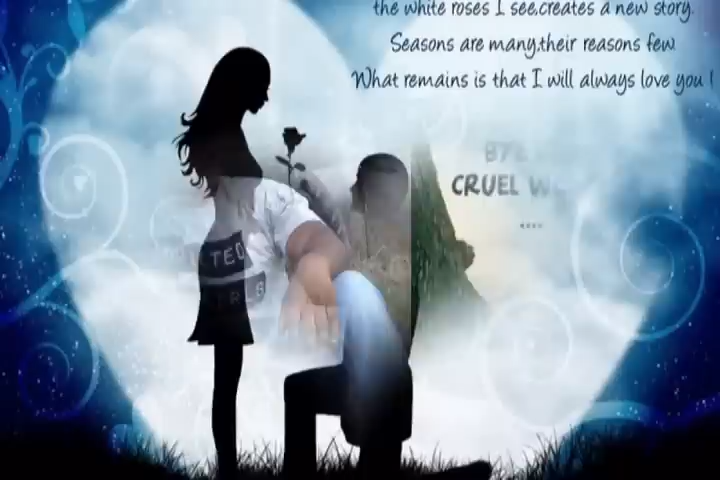 the white roses I see,creates a new story.
Seasons are many,their reasons few.
What remains is that I will always love you !
CRUEL
....